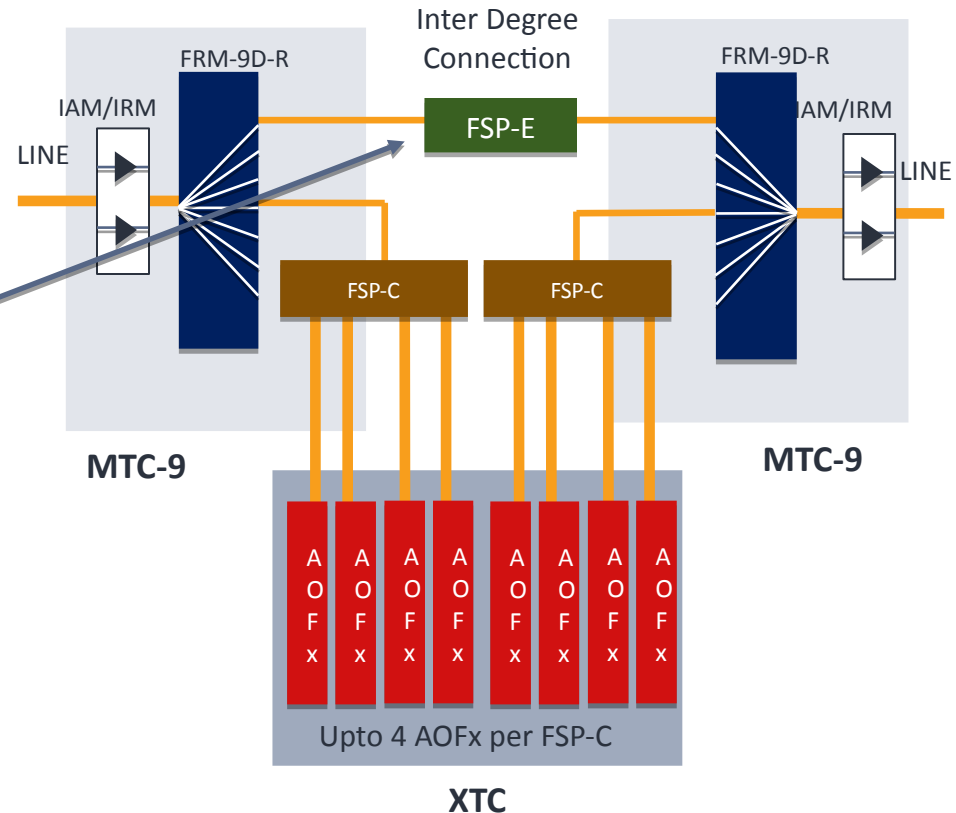 Inter Degree
Connection
FRM-9D-R
FRM-9D-R
IAM/IRM
IAM/IRM
FSP-E
LINE
LINE
FSP-C
FSP-C
MTC-9
MTC-9
A
O
F
x
A
O
F
x
A
O
F
x
A
O
F
x
A
O
F
x
A
O
F
x
A
O
F
x
A
O
F
x
Upto 4 AOFx per FSP-C
XTC